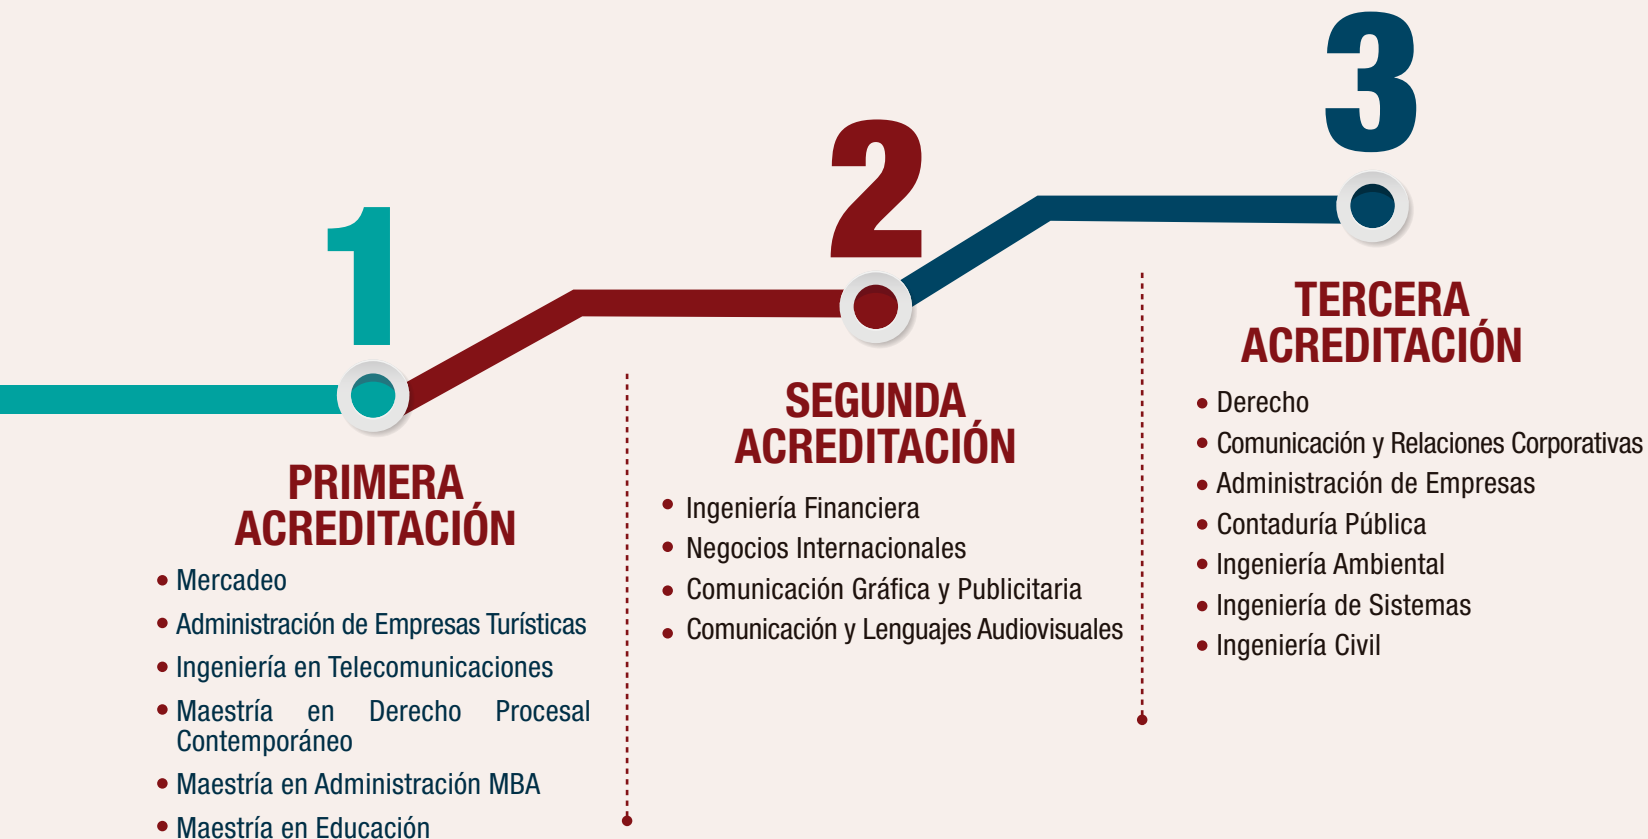 1
PRIMERA
ACREDITACIÓN
• Mercadeo
• Administración de Empresas Turísticas
• Ingeniería en Telecomunicaciones
• Maestría en Derecho Procesal
Contemporáneo
• Maestría en Administración MBA
• Maestría en Educación
2
SEGUNDA
ACREDITACIÓN
• Ingeniería Financiera
• Negocios Internacionales
• Comunicación Gráfica y Publicitaria
• Comunicación y Lenguajes Audiovisuales
3
TERCERA
ACREDITACIÓN
• Derecho
• Comunicación y Relaciones Corporativas
• Administración de Empresas
• Contaduría Pública
• Ingeniería Ambiental
• Ingeniería de Sistemas
• Ingeniería Civil